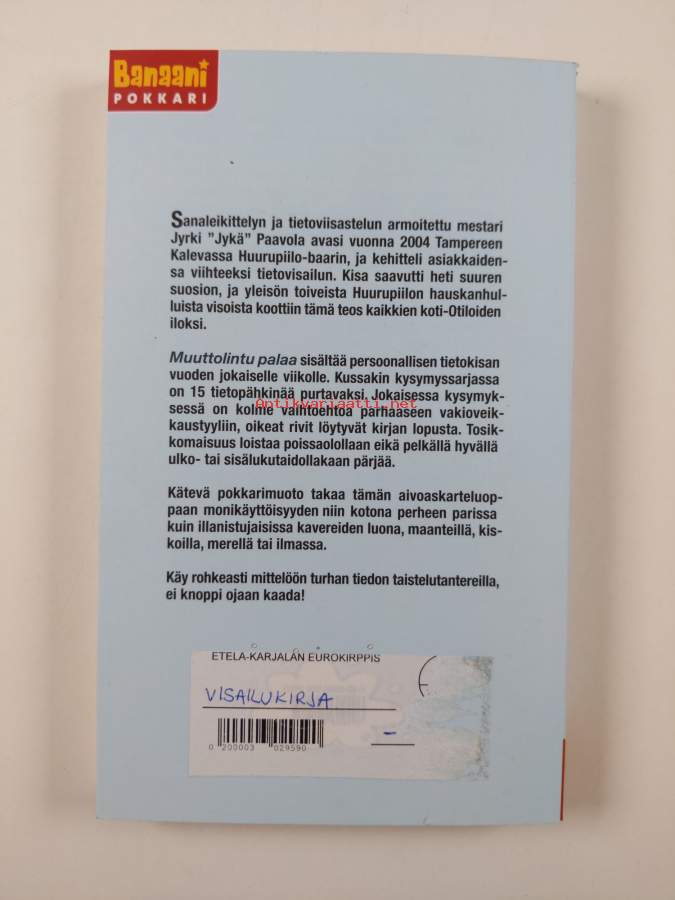 Banaani
POKKARI
Sanaleikittelyn ja tietoviisastelun armoitettu mestari
Jyrki ”Jykä” Paavola avasi vuonna 2004 Tampereen
Kalevassa Huurupiilo-baarin, ja kehitteli asiakkaiden-
sa viihteeksi tietovisailun. Kisa saavutti heti suuren
suosion, ja yleisön toiveista Huurupiilon hauskanhul-
luista visoista koottiin tämä teos kaikkien koti-Otiloiden
iloksi.
Muuttolintu palaa sisältää persoonallisen tietokisan
vuoden jokaiselle viikolle. Kussakin kysymyssarjassa
on 15 tietopähkinää purtavaksi. Jokaisessa kysymyk-
Antikvariaatti.net
sessä on kolme vaihtoehtoa parhaaseen vakioveik-
kaustyyliin, oikeat rivit löytyvät kirjan lopusta. Tosik-
komaisuus loistaa poissaolollaan eikä pelkällä hyvällä
ulko- tai sisälukutaidollakaan pärjää.
Kätevä pokkarimuoto takaa tämän aivoaskarteluop-
paan monikäyttöisyyden niin kotona perheen parissa
kuin illanistujaisissa kavereiden luona, maanteillä, kis-
koilla, merellä tai ilmassa.
Käy rohkeasti mittelöön turhan tiedon taistelutantereilla,
ei knoppi ojaan kaada!
ETELÄ-KARJALAN EUROKIRPPIS
VISAILUKIRJA
-
0 200003 029590